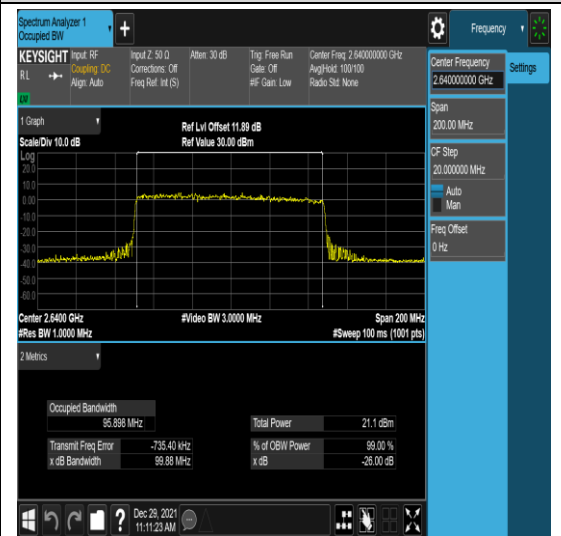 Spectrum Analyzer 1
Occupied BW
+
Frequency
KEYSIGHT
RL
Input: RF
Coupling: DC
Align: Auto
Input Z: 50 Ω
Corrections: Off
Freq Ref: Int (S)
Atten: 30 dB
Trig: Free Run
Gate: Off
#IF Gain: Low
Center Freq: 2.640000000 GHz
Avg|Hold: 100/100
Radio Std: None
Center Frequency
2.640000000 GHz
Settings
Span
200.00 MHz
CF Step
20.000000 MHz
Auto
Man
Freq Offset
0 Hz
1 Graph
Scale/Div 10.0 dB
Ref Lvl Offset 11.89 dB
Ref Value 30.00 dBm
Log
20.0
10.0
0.00
-10.0
-20.0
-30.0
-40.0
-50.0
-60.0
Center 2.6400 GHz
#Res BW 1.0000 MHz
#Video BW 3.0000 MHz
Span 200 MHz
#Sweep 100 ms (1001 pts)
2 Metrics
Occupied Bandwidth
95.898 MHz
Total Power 21.1 dBm
Transmit Freq Error -735.40 kHz
% of OBW Power 99.00 %
x dB Bandwidth 99.88 MHz
x dB -26.00 dB
?
Dec 29, 2021
11:11:23 AM